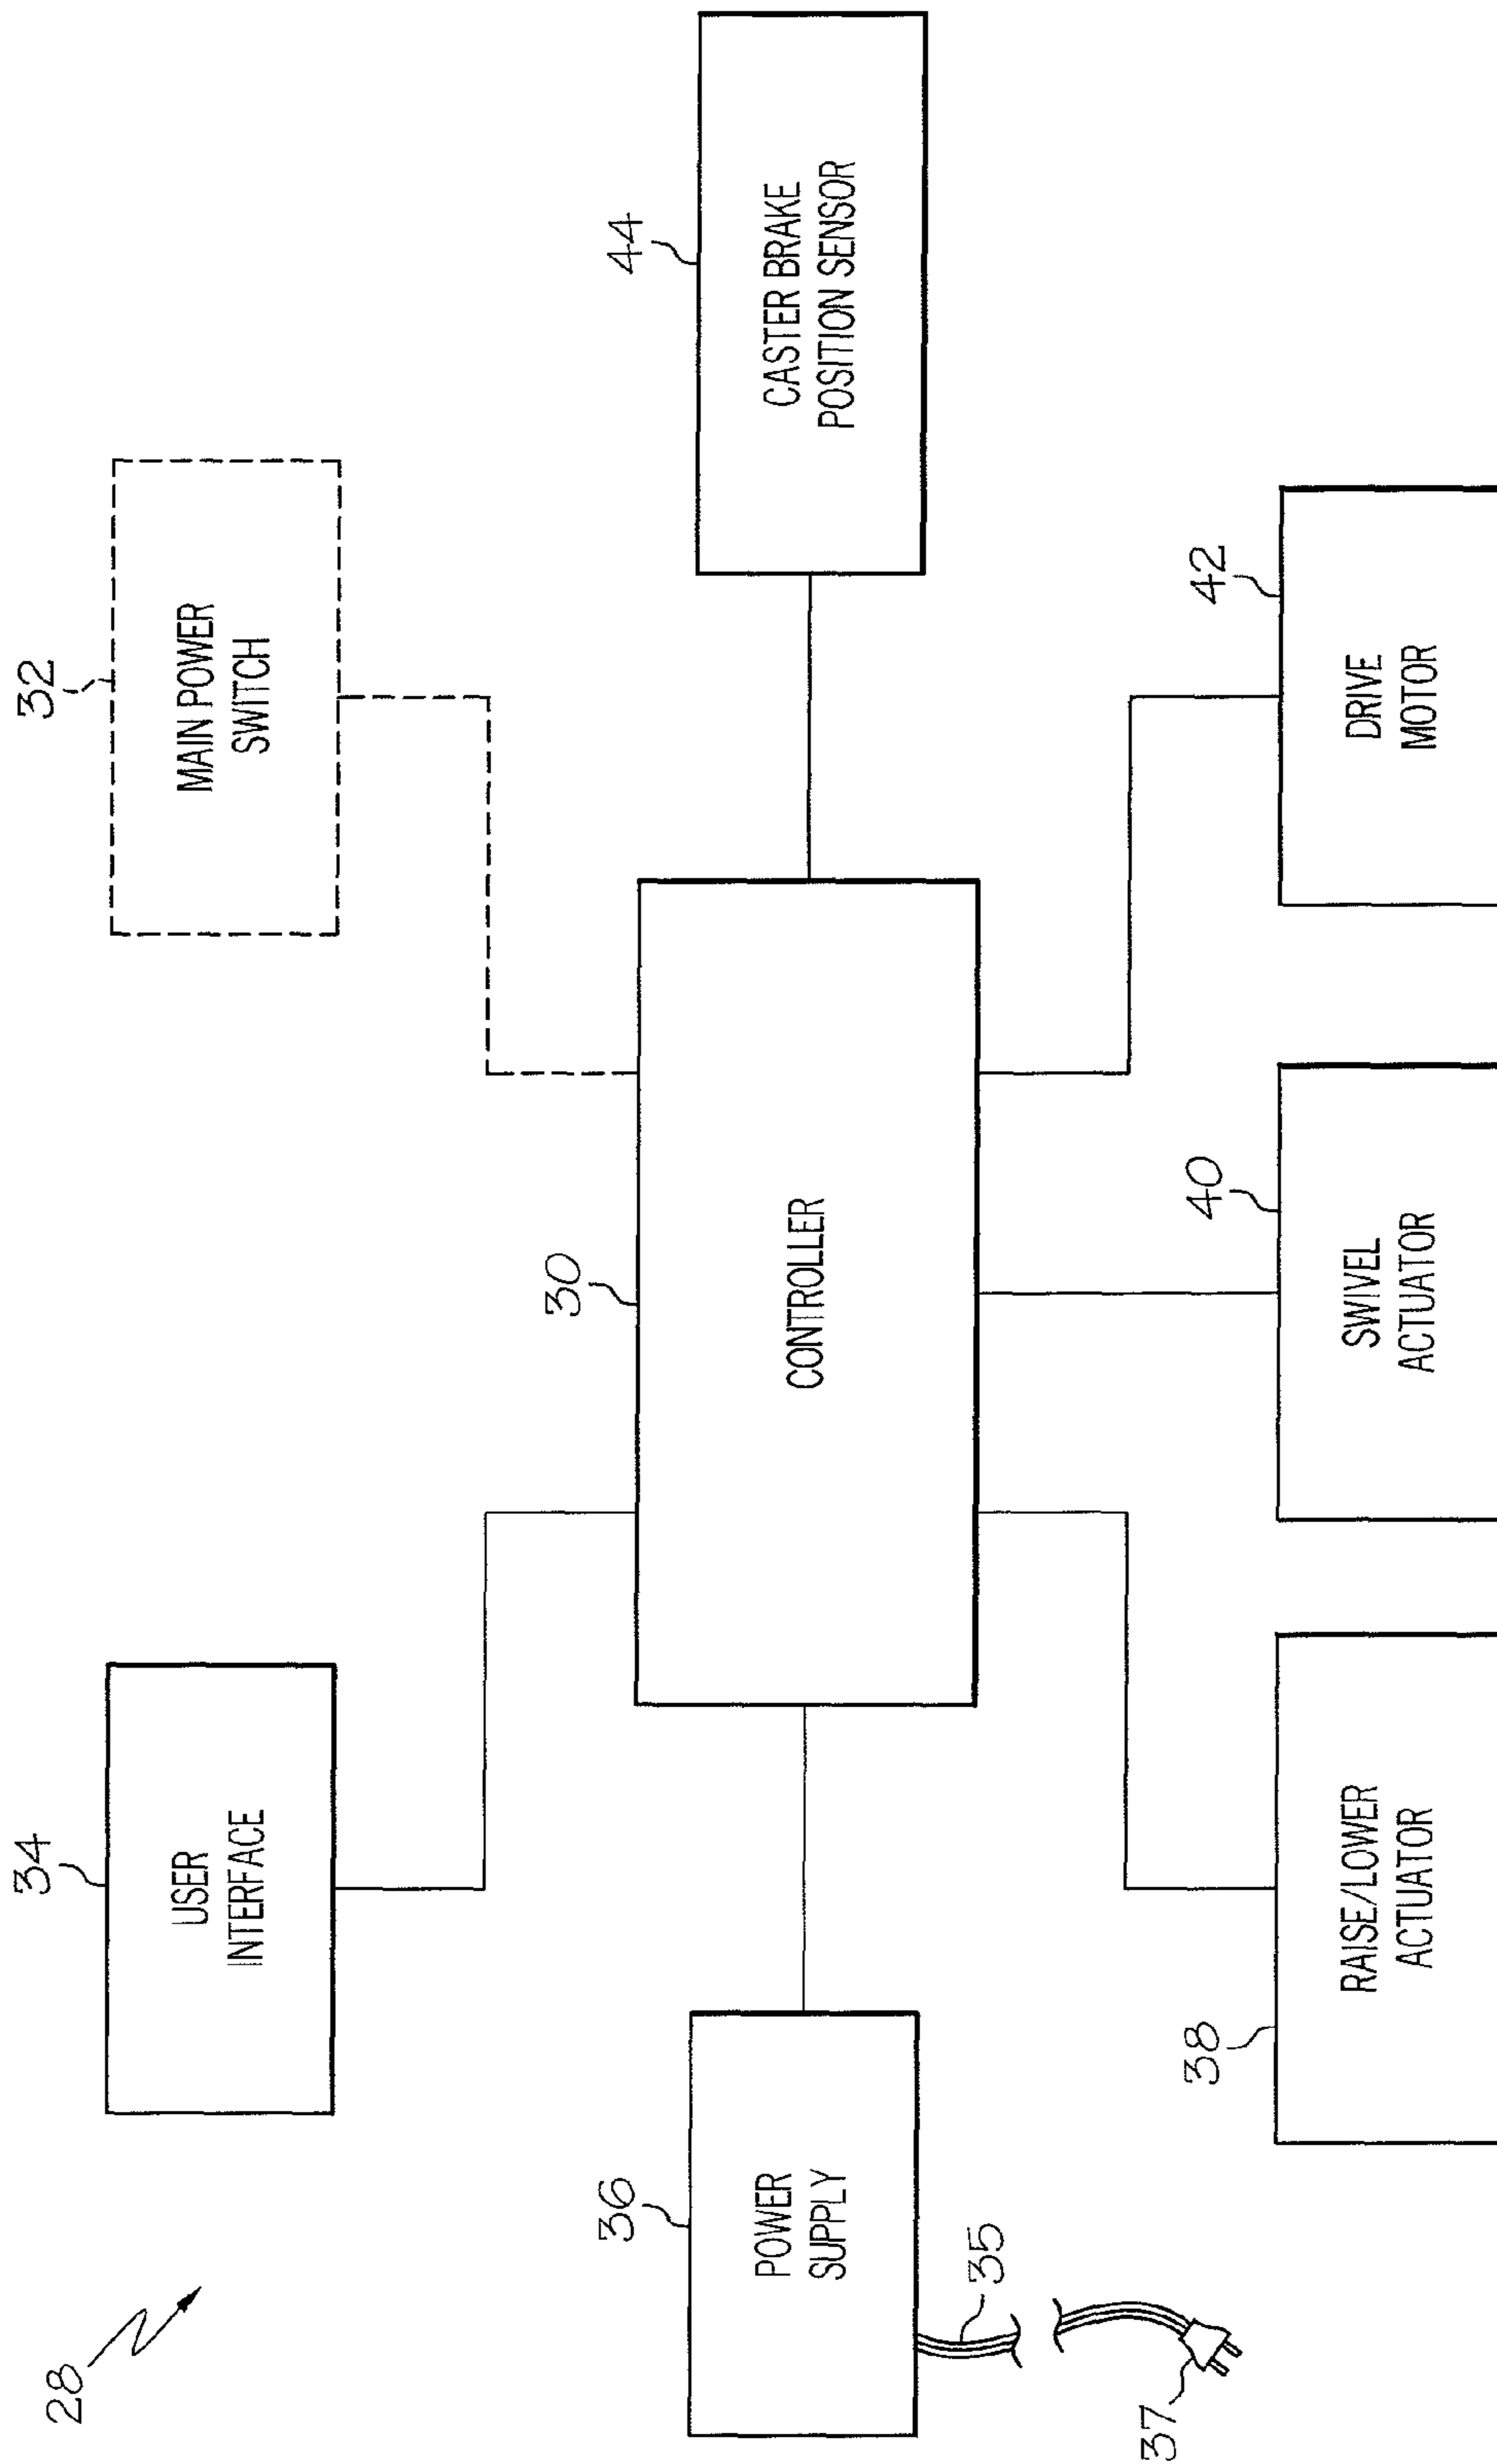 28
34
USER
INTERFACE
32
MAIN POWER
SWITCH
36
POWER
SUPPLY
35
37
30
CONTROLLER
44
CASTER BRAKE
POSITION SENSOR
38
RAISE/LOWER
ACTUATOR
40
SWIVEL
ACTUATOR
42
DRIVE
MOTOR